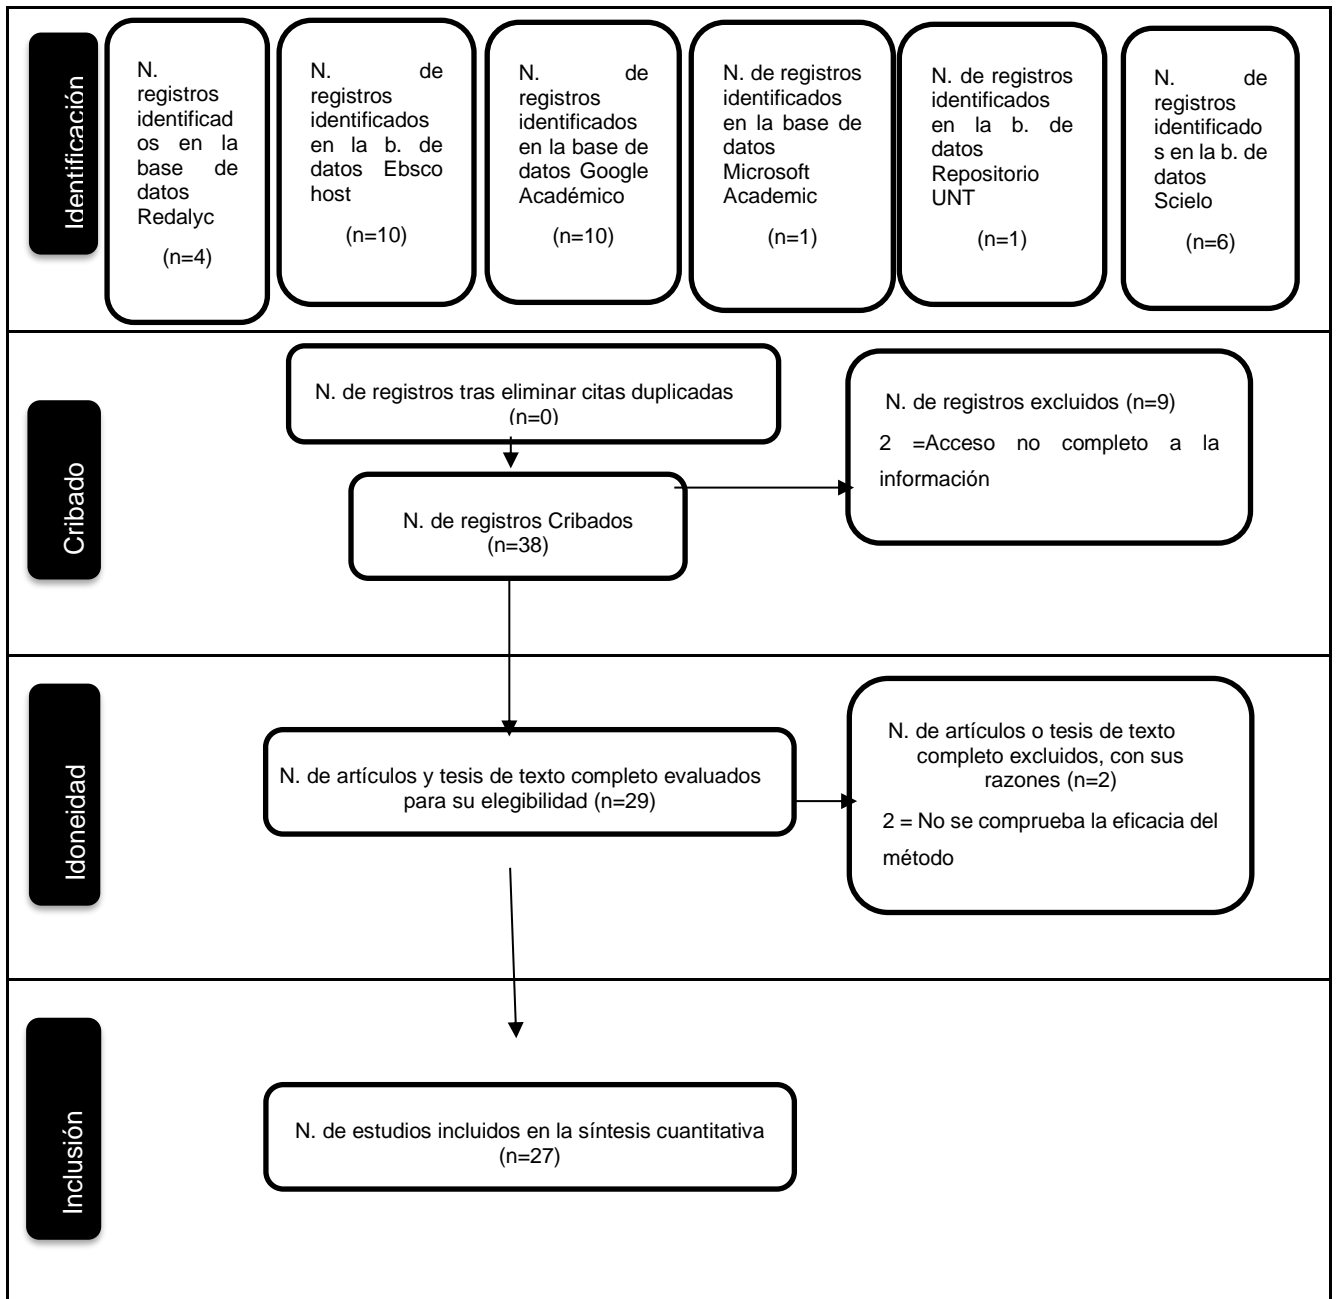 Identificación
N.
registros
identificad
os en la
base de
datos
Redalyc
(n=4)
N. de
registros
identificados
en la b. de
datos Ebsco
host
(n=10)
N. de
registros
identificados
en la base de
datos Google
Académico
(n=10)
N. de registros
identificados
en la base de
datos
Microsoft
Academic
(n=1)
N. de registros
identificados
en la b. de
datos
Repositorio
UNT
(n=1)
N. de
registros
identificado
s en la b. de
datos
Scielo
(n=6)
Cribado
N. de registros tras eliminar citas duplicadas
(n=0)
N. de registros excluidos (n=9)
2 =Acceso no completo a la
información
N. de registros Cribados
(n=38)
Idoneidad
N. de artículos y tesis de texto completo evaluados
para su elegibilidad (n=29)
N. de artículos o tesis de texto
completo excluidos, con sus
razones (n=2)
2 = No se comprueba la eficacia del
método
Inclusión
N. de estudios incluidos en la síntesis cuantitativa
(n=27)